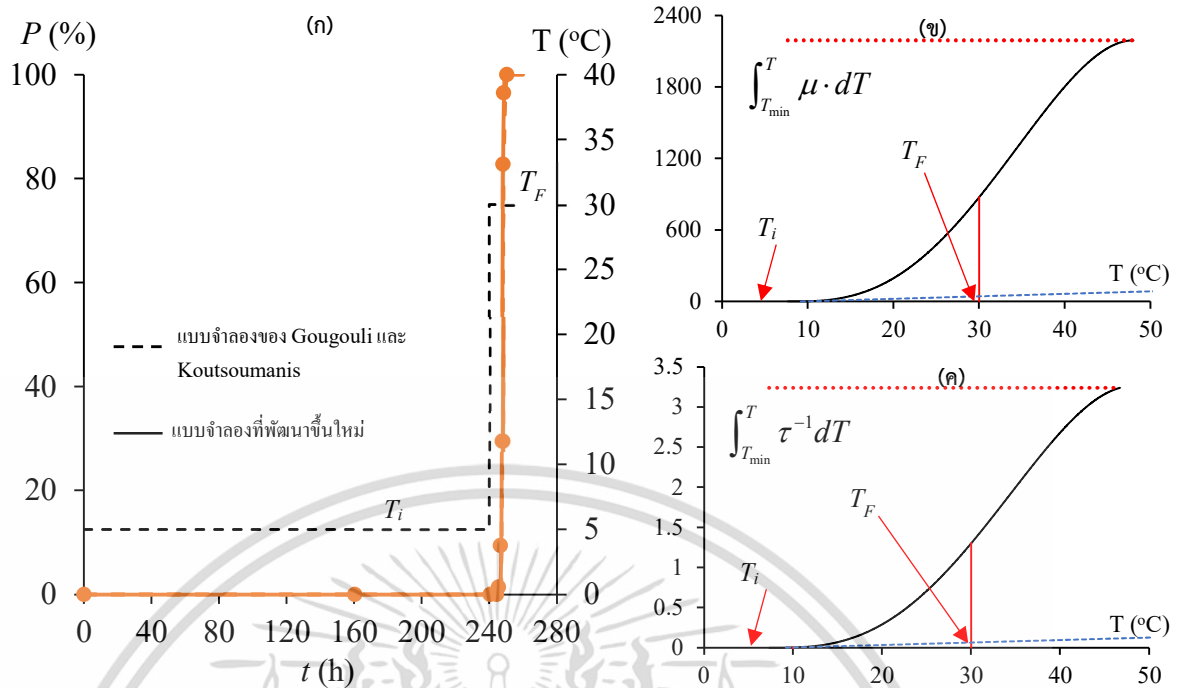 (ก)
P (%)
T (°C)
100
80
60
40
20
0
40
35
30
25
20
15
10
5
0
T_F
T_i
แบบจำลองของ Gougouli และ
Koutsoumanis
แบบจำลองที่พัฒนาขึ้นใหม่
0 40 80 120 160 200 240 280
t (h)
(ข)
2400
1800
1200
600
0
∫_{T_min}^{T} μ · dT
T_F
T_i
T (°C)
0 10 20 30 40 50
(ค)
3.5
3
2.5
2
1.5
1
0.5
0
∫_{T_min}^{T} τ^{-1} dT
T_F
T_i
T (°C)
0 10 20 30 40 50